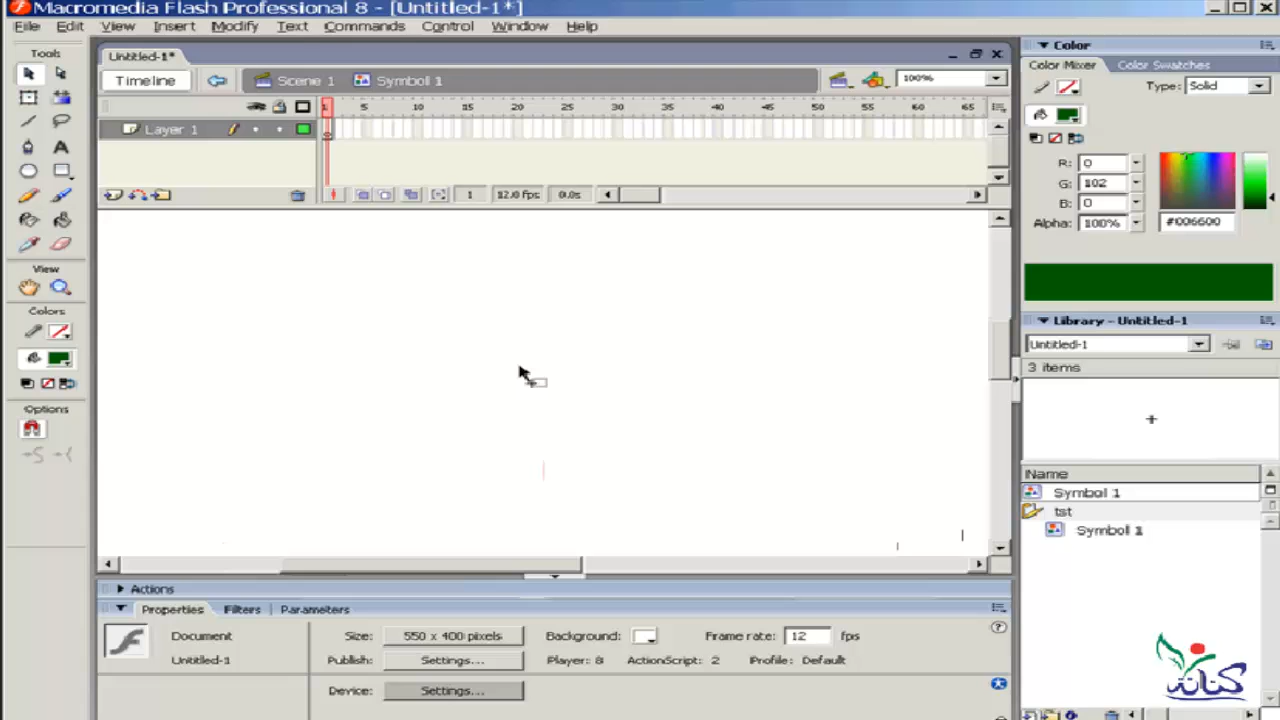 Macromedia Flash Professional 8 - [Untitled-1*]
File Edit View Insert Modify Text Commands Control Window Help
Tools
Untitled-1*
Timeline Scene 1 Symbol 1 100%
1 5 10 15 20 25 30 35 40 45 50 55 60 65
Layer 1
1 12.0 fps 0.0s
View
Colors
Options
Color
Color Mixer Color Swatches
Type: Solid
R: 0
G: 102
B: 0
Alpha: 100% #006600
Library - Untitled-1
Untitled-1
3 items
Name
Symbol 1
tst
Symbol 1
Actions
Properties Filters Parameters
Document Size: 550 x 400 pixels Background: Frame rate: 12 fps
Untitled-1 Publish: Settings... Player: 8 ActionScript: 2 Profile: Default
Device: Settings...
كنانة